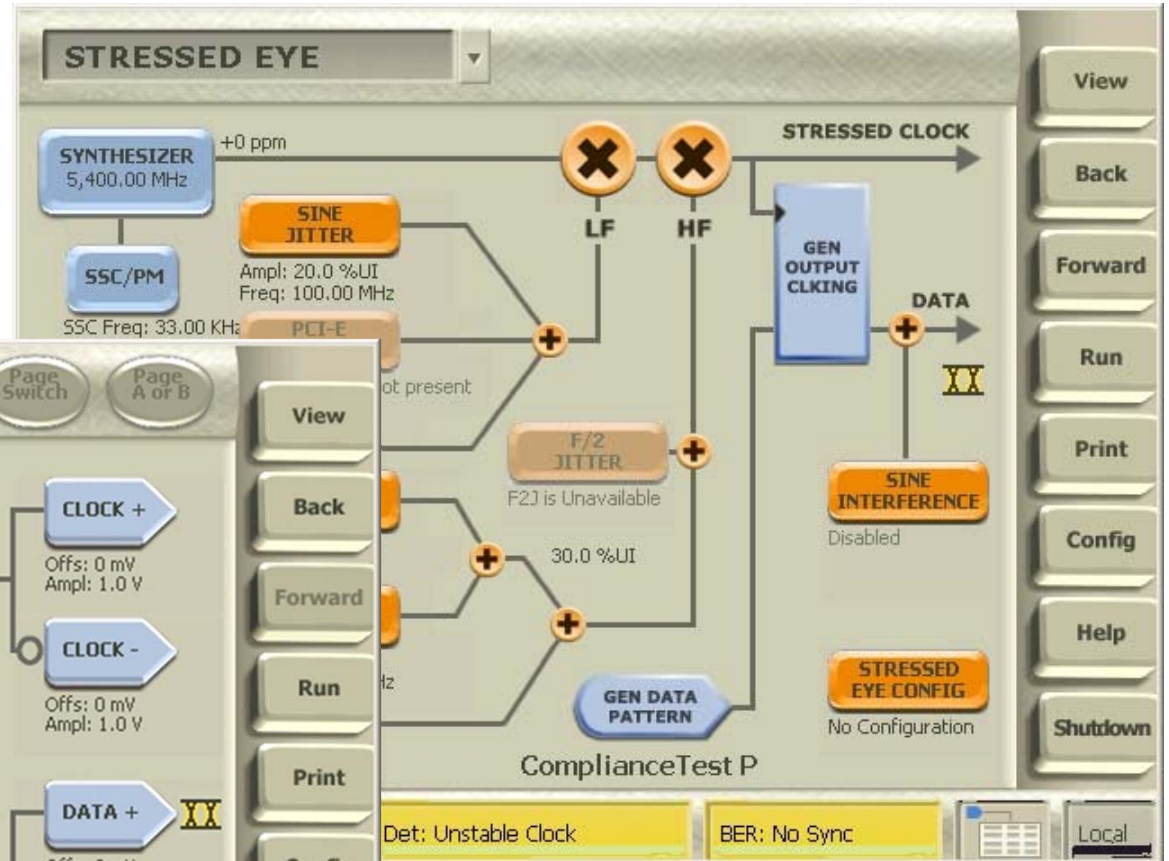 STRESSED EYE
SYNTHESIZER
5,400.00 MHz
+0 ppm
STRESSED CLOCK
SINE
JITTER
LF
HF
GEN
OUTPUT
CLKING
SSC/PM
Ampl: 20.0 %UI
Freq: 100.00 MHz
DATA
SSC Freq: 33.00 KHz
PCI-E
ot present
F/2
JITTER
F2J is Unavailable
SINE
INTERFERENCE
Disabled
30.0 %UI
STRESSED
EYE CONFIG
No Configuration
GEN DATA
PATTERN
ComplianceTest P
Det: Unstable Clock
BER: No Sync
Local
View
Back
Forward
Run
Print
Config
Help
Shutdown
Page
Switch
Page
A or B
CLOCK +
Offs: 0 mV
Ampl: 1.0 V
CLOCK -
Offs: 0 mV
Ampl: 1.0 V
DATA +
View
Back
Forward
Run
Print